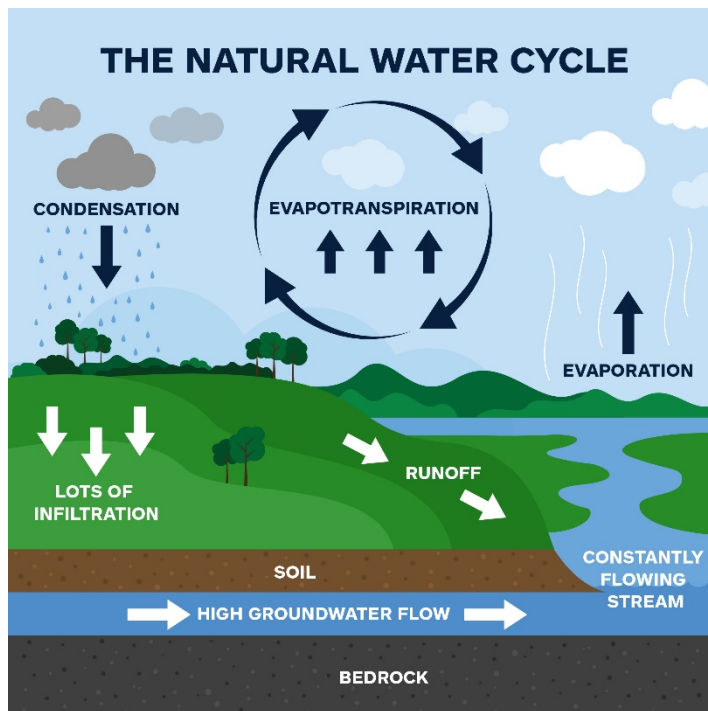 THE NATURAL WATER CYCLE
CONDENSATION
EVAPOTRANSPIRATION
EVAPORATION
LOTS OF
INFILTRATION
RUNOFF
SOIL
CONSTANTLY
FLOWING
STREAM
HIGH GROUNDWATER FLOW
BEDROCK